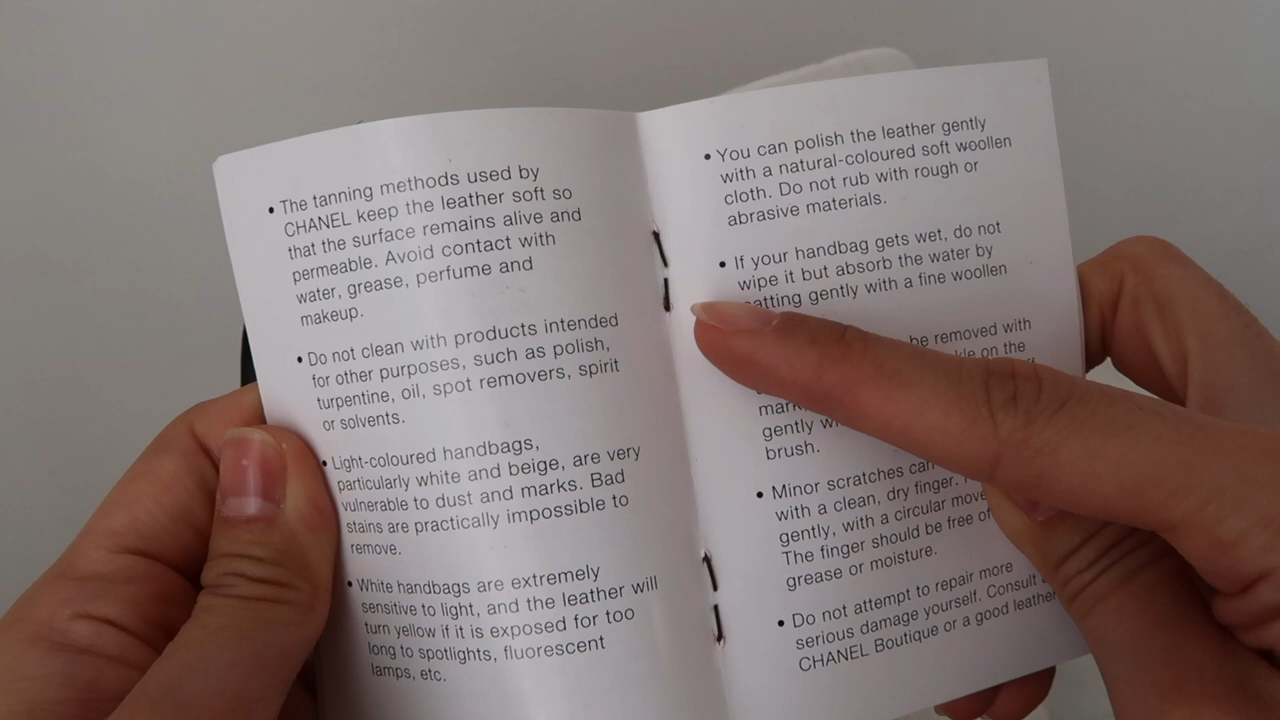 • The tanning methods used by
CHANEL keep the leather soft so
that the surface remains alive and
permeable. Avoid contact with
water, grease, perfume and
makeup.
• Do not clean with products intended
for other purposes, such as polish,
turpentine, oil, spot removers, spirit
or solvents.
• Light-coloured handbags,
particularly white and beige, are very
vulnerable to dust and marks. Bad
stains are practically impossible to
remove.
• White handbags are extremely
sensitive to light, and the leather will
turn yellow if it is exposed for too
long to spotlights, fluorescent
lamps, etc.
• You can polish the leather gently
with a natural-coloured soft woollen
cloth. Do not rub with rough or
abrasive materials.
• If your handbag gets wet, do not
wipe it but absorb the water by
patting gently with a fine woollen
be removed with
on the
gently
brush.
• Minor scratches can
with a clean, dry finger.
gently, with a circular
The finger should be free of
grease or moisture.
• Do not attempt to repair more
serious damage yourself. Consult a
CHANEL Boutique or a good leather